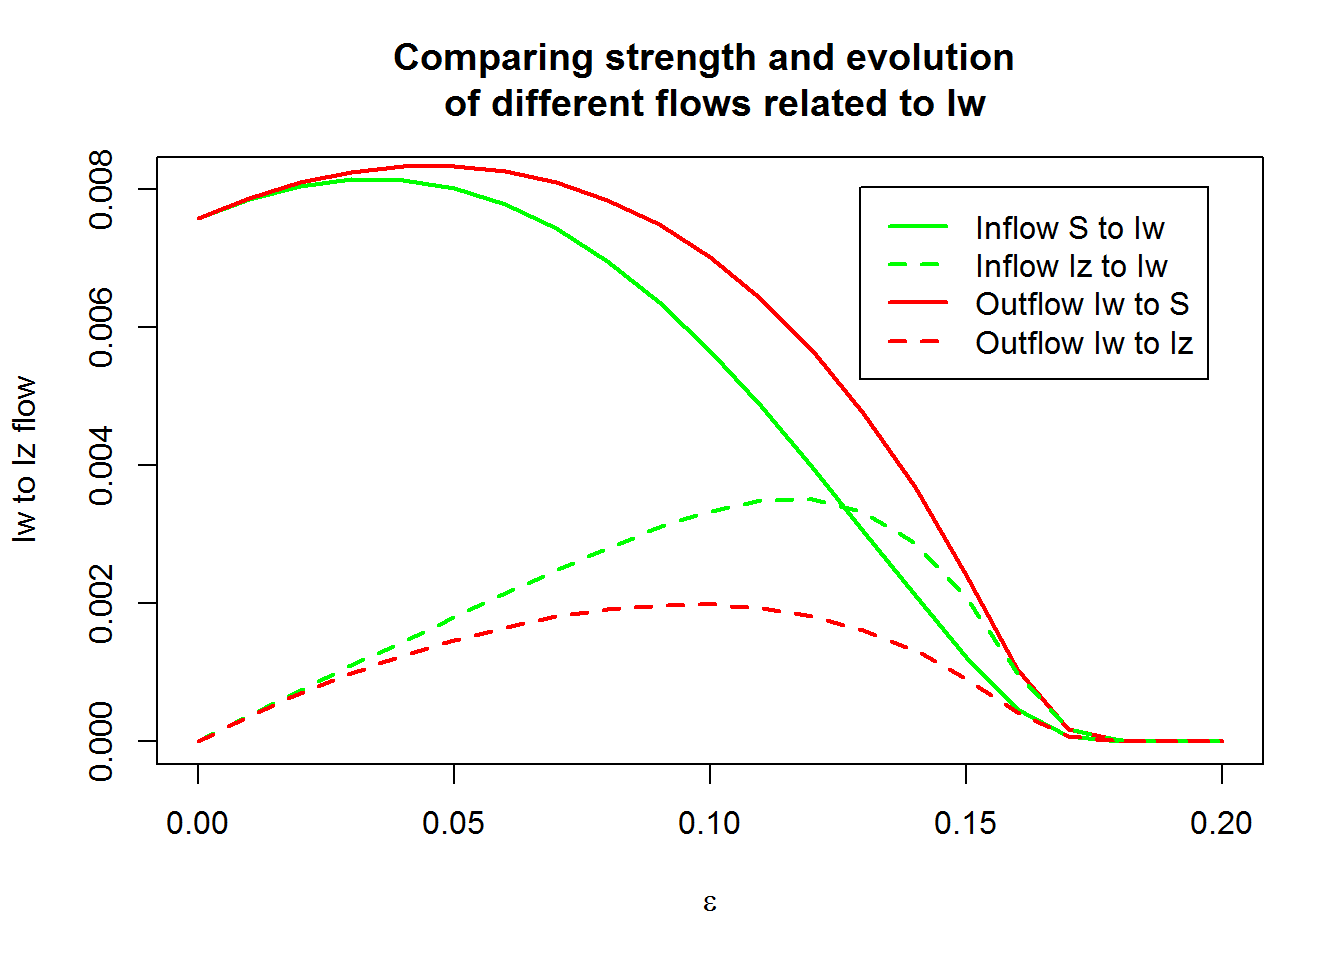 Comparing strength and evolution
of different flows related to Iw
Iw to Iz flow
0.008
0.006
0.004
0.002
0.000
Inflow S to Iw
Inflow Iz to Iw
Outflow Iw to S
Outflow Iw to Iz
0.00 0.05 0.10 0.15 0.20
ε